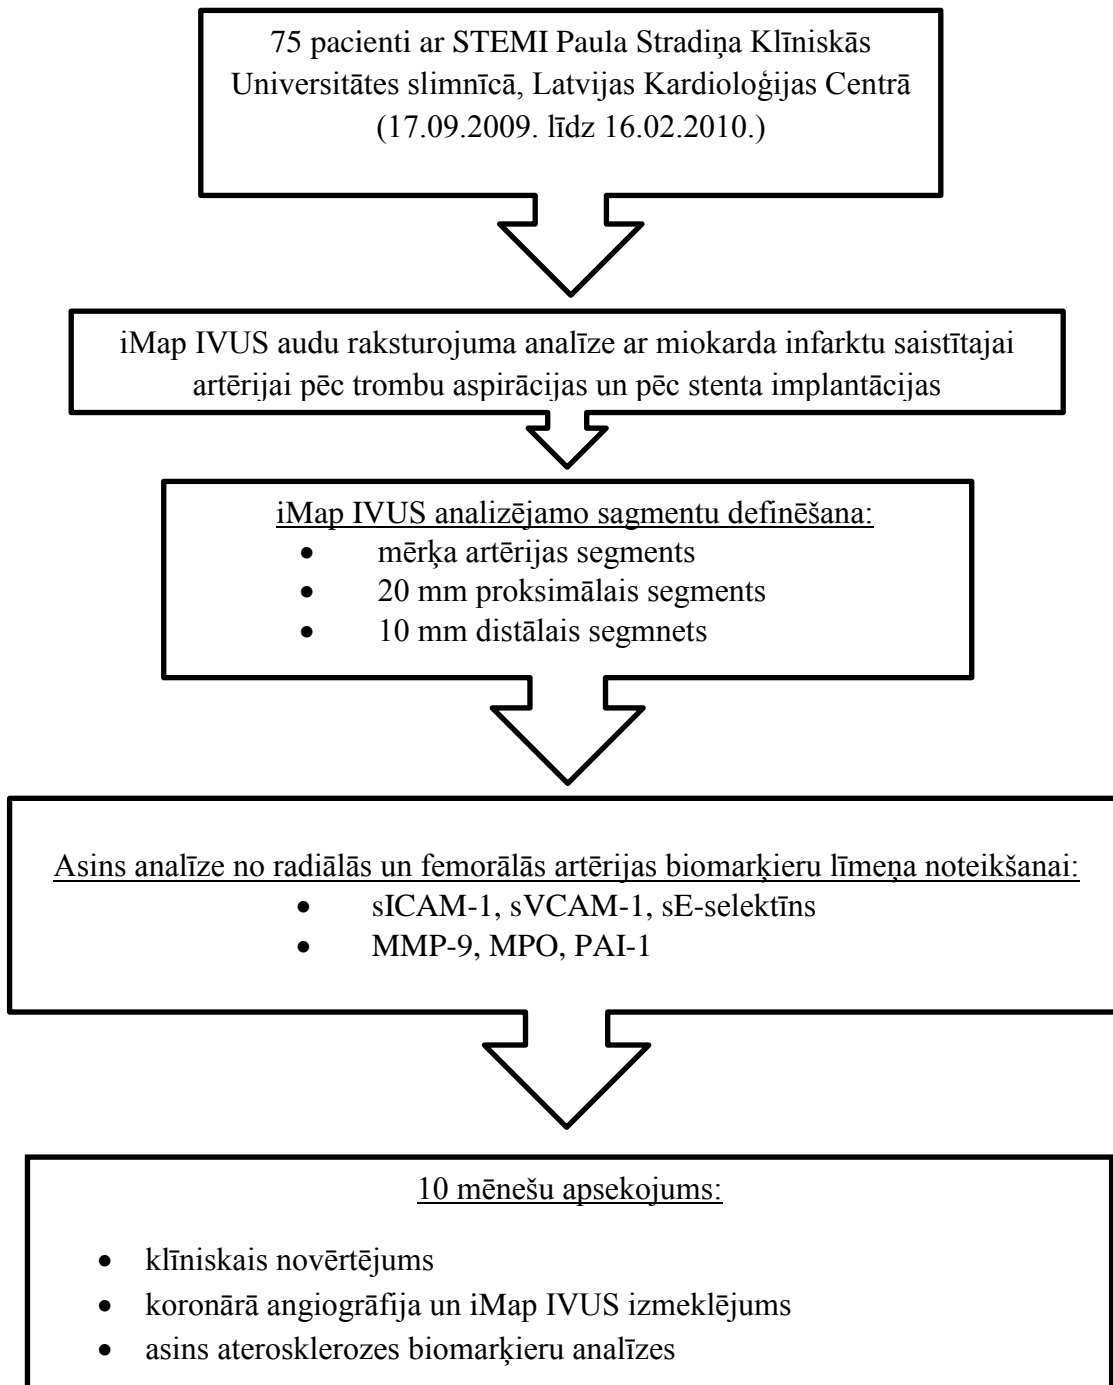 75 pacienti ar STEMI Paula Stradiņa Klīniskās
Universitātes slimnīcā, Latvijas Kardioloģijas Centrā
(17.09.2009. līdz 16.02.2010.)
iMap IVUS audu raksturojuma analīze ar miokarda infarktu saistītajai
artērijai pēc trombu aspirācijas un pēc stenta implantācijas
iMap IVUS analizējamo sagmentu definēšana:
• mērķa artērijas segments
• 20 mm proksimālais segments
• 10 mm distālais segmnets
Asins analīze no radiālās un femorālās artērijas biomarķieru līmeņa noteikšanai:
• sICAM-1, sVCAM-1, sE-selektīns
• MMP-9, MPO, PAI-1
10 mēnešu apsekojums:
• klīniskais novērtējums
• koronārā angiogrāfija un iMap IVUS izmeklējums
• asins aterosklerozes biomarķieru analīzes